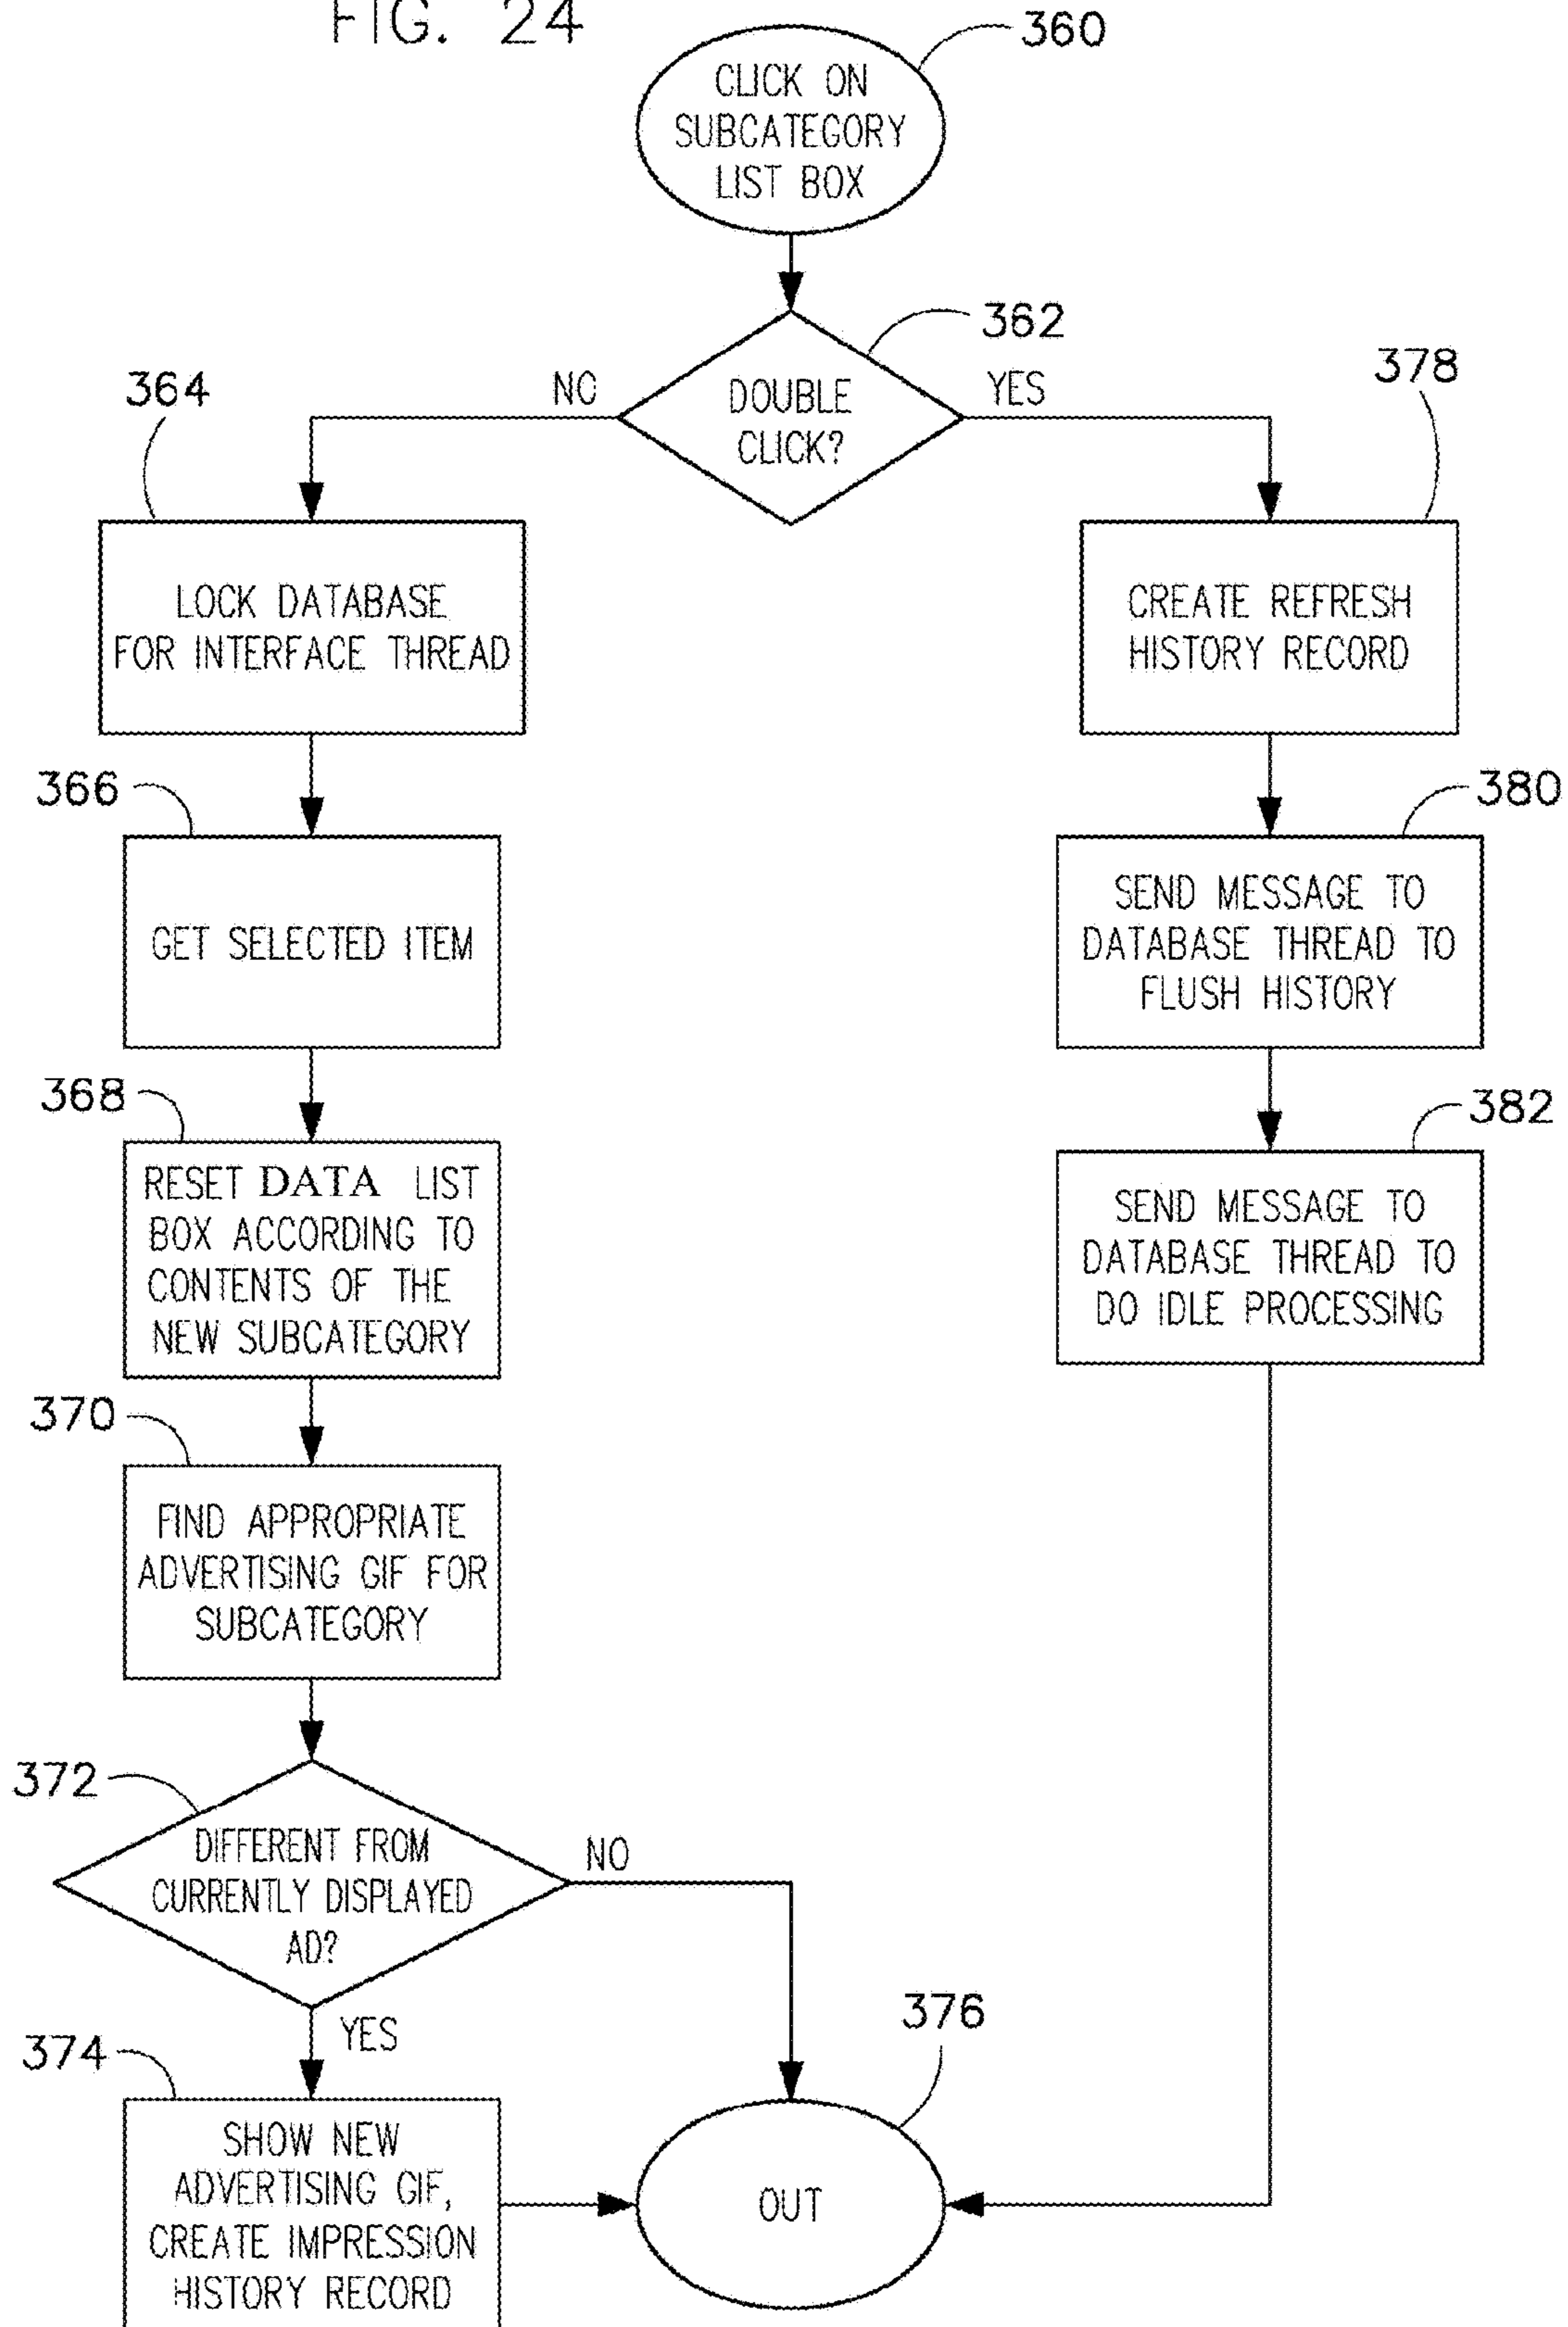 FIG. 24
360
CLICK ON
SUBCATEGORY
LIST BOX
362
DOUBLE
CLICK?
NO
YES
364
LOCK DATABASE
FOR INTERFACE THREAD
378
CREATE REFRESH
HISTORY RECORD
366
GET SELECTED ITEM
380
SEND MESSAGE TO
DATABASE THREAD TO
FLUSH HISTORY
368
RESET DATA LIST
BOX ACCORDING TO
CONTENTS OF THE
NEW SUBCATEGORY
382
SEND MESSAGE TO
DATABASE THREAD TO
DO IDLE PROCESSING
370
FIND APPROPRIATE
ADVERTISING GIF FOR
SUBCATEGORY
372
DIFFERENT FROM
CURRENTLY DISPLAYED
AD?
NO
YES
374
SHOW NEW
ADVERTISING GIF,
CREATE IMPRESSION
HISTORY RECORD
376
OUT